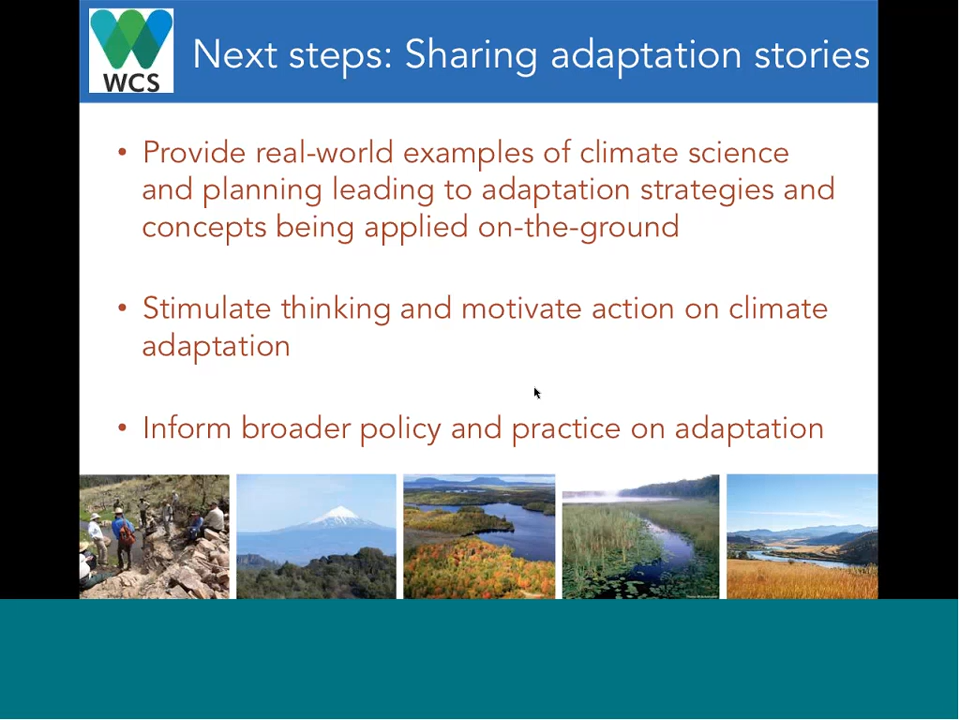 WCS
Next steps: Sharing adaptation stories
• Provide real-world examples of climate science
and planning leading to adaptation strategies and
concepts being applied on-the-ground
• Stimulate thinking and motivate action on climate
adaptation
• Inform broader policy and practice on adaptation